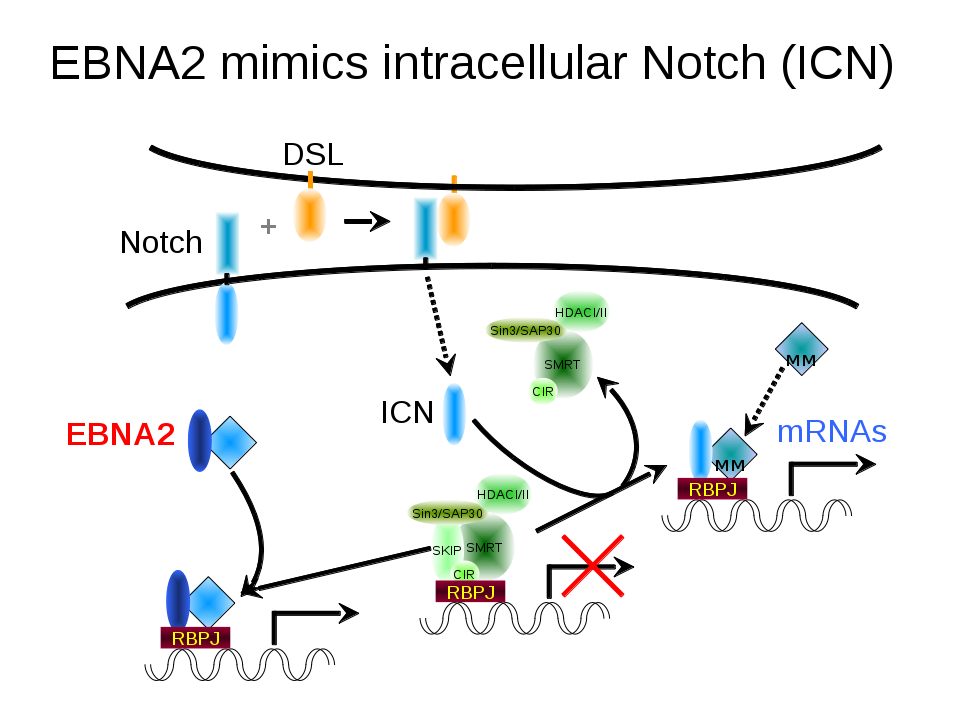 EBNA2 mimics intracellular Notch (ICN)
DSL
+
Notch
HDACI/II
Sin3/SAP30
SMRT
CIR
MM
ICN
EBNA2
mRNAs
MM
RBPJ
HDACI/II
Sin3/SAP30
SKIP
SMRT
CIR
RBPJ
RBPJ